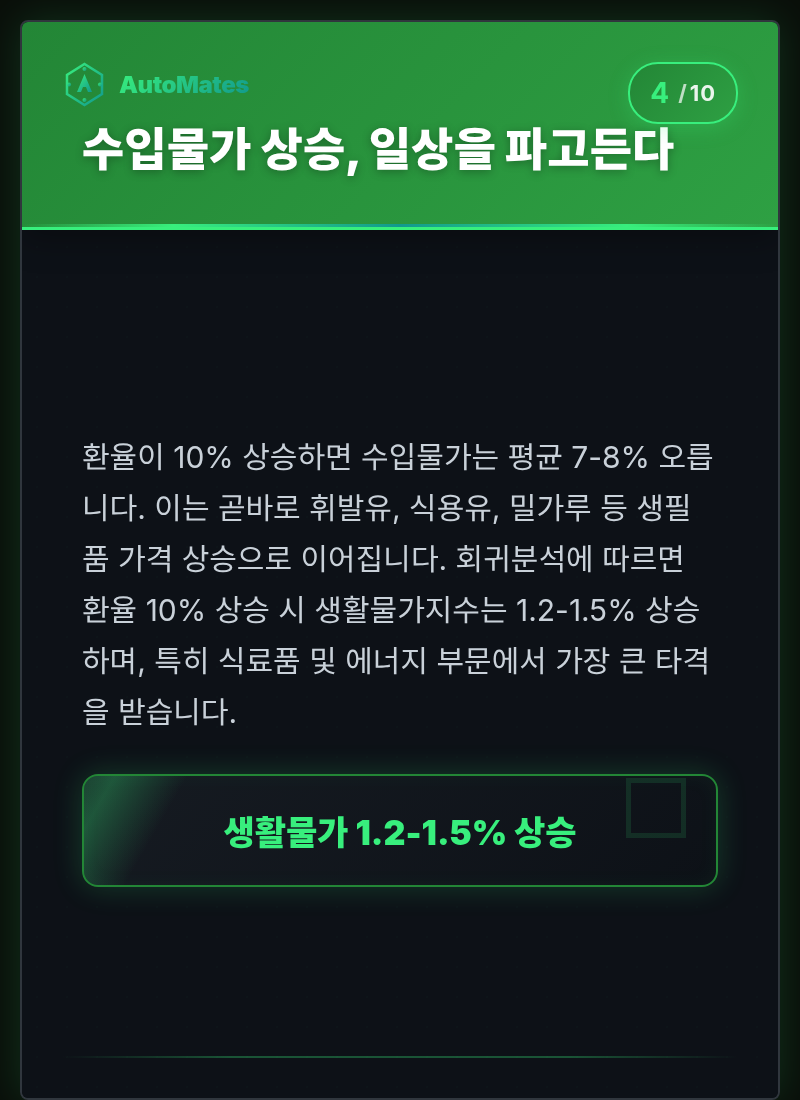 AutoMates
4 /10
수입물가 상승, 일상을 파고든다
환율이 10% 상승하면 수입물가는 평균 7-8% 오릅
니다. 이는 곧바로 휘발유, 식용유, 밀가루 등 생필
품 가격 상승으로 이어집니다. 회귀분석에 따르면
환율 10% 상승 시 생활물가지수는 1.2-1.5% 상승
하며, 특히 식료품 및 에너지 부문에서 가장 큰 타격
을 받습니다.
생활물가 1.2-1.5% 상승